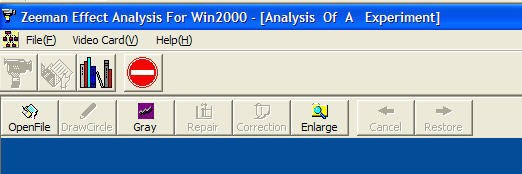 Zeeman Effect Analysis For Win2000 - [Analysis Of A Experiment]
File(F) Video Card(V) Help(H)
OpenFile DrawCircle Gray Repair Correction Enlarge Cancel Restore